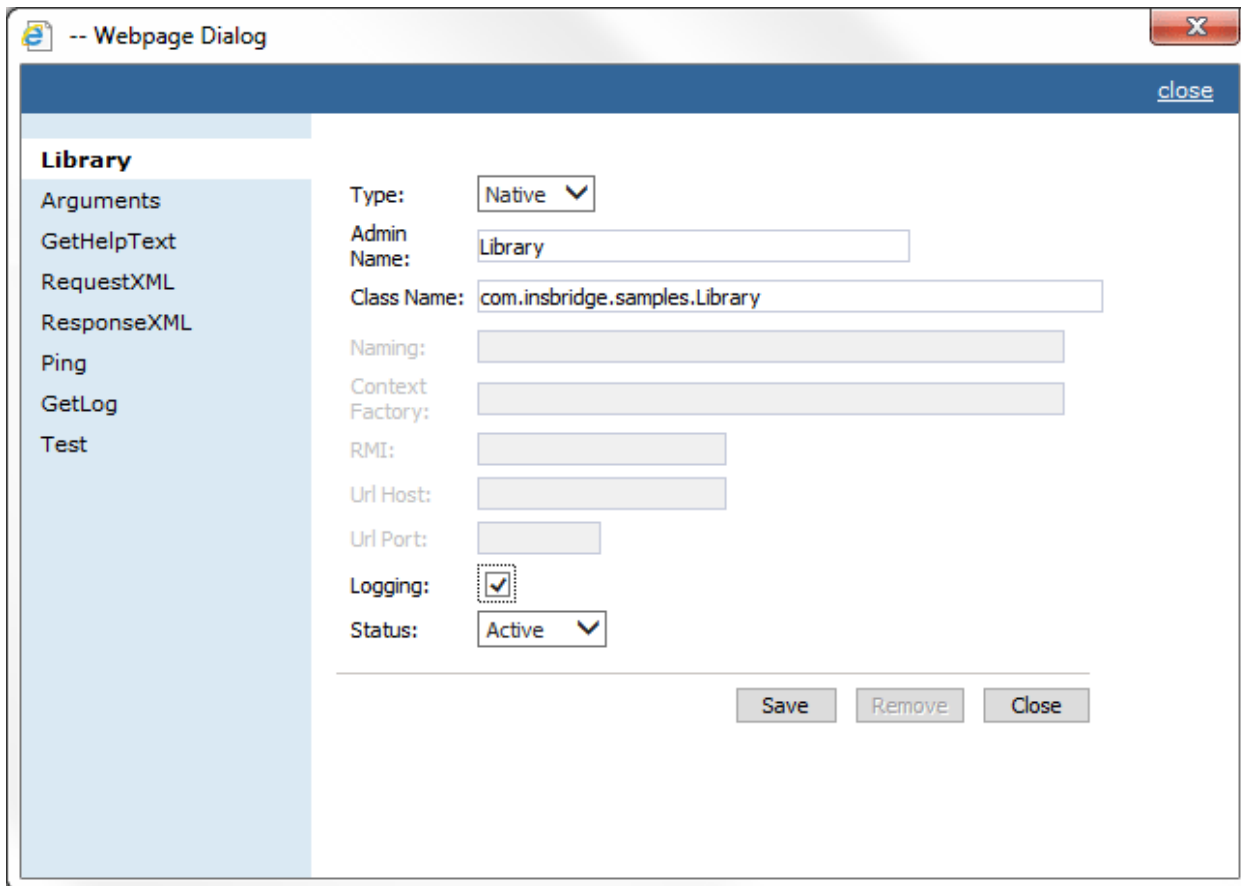 -- Webpage Dialog
close
Library
Arguments
GetHelpText
RequestXML
ResponseXML
Ping
GetLog
Test
Type: Native
Admin Name: Library
Class Name: com.insbridge.samples.Library
Naming:
Context Factory:
RMI:
Url Host:
Url Port:
Logging:
Status: Active
Save Remove Close